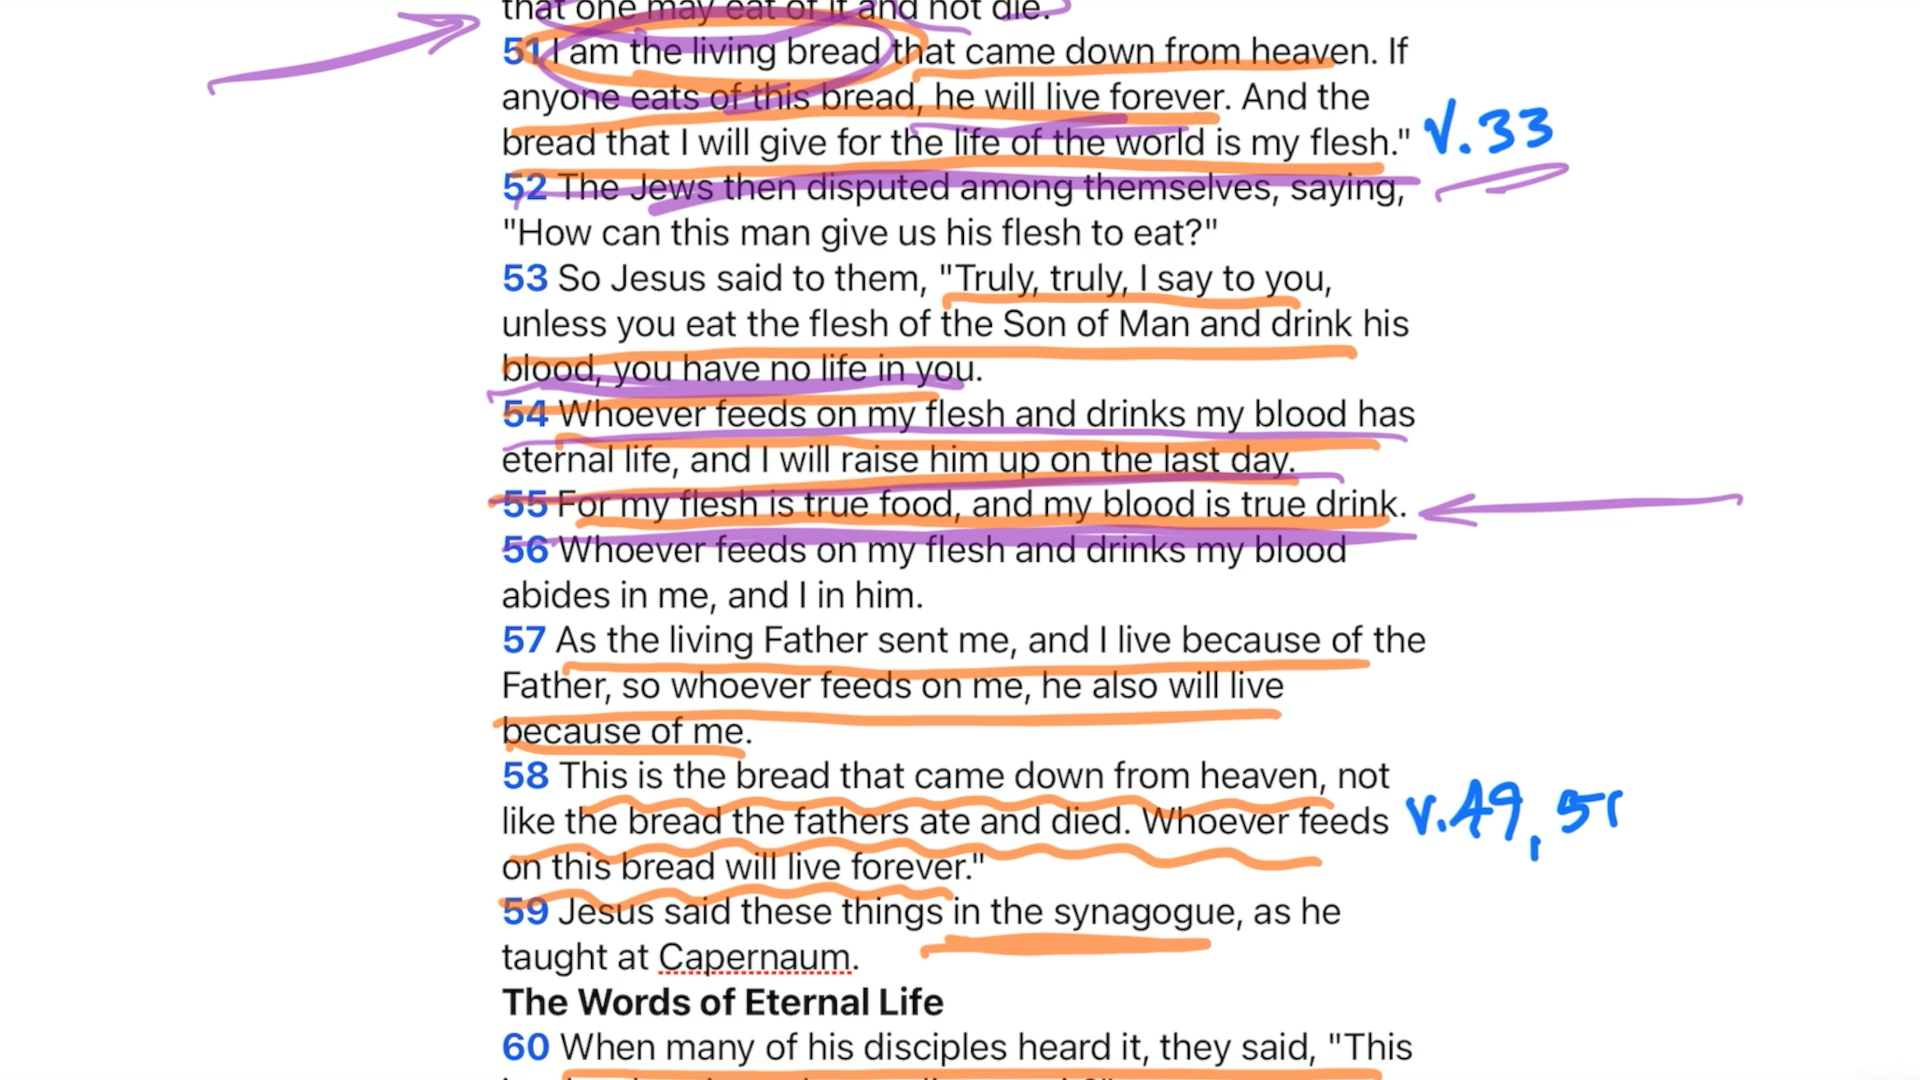 that one may eat of it and not die.
51 I am the living bread that came down from heaven. If
anyone eats of this bread, he will live forever. And the
bread that I will give for the life of the world is my flesh."
v.33
52 The Jews then disputed among themselves, saying,
"How can this man give us his flesh to eat?"
53 So Jesus said to them, "Truly, truly, I say to you,
unless you eat the flesh of the Son of Man and drink his
blood, you have no life in you.
54 Whoever feeds on my flesh and drinks my blood has
eternal life, and I will raise him up on the last day.
55 For my flesh is true food, and my blood is true drink.
56 Whoever feeds on my flesh and drinks my blood
abides in me, and I in him.
57 As the living Father sent me, and I live because of the
Father, so whoever feeds on me, he also will live
because of me.
58 This is the bread that came down from heaven, not
like the bread the fathers ate and died. Whoever feeds
v.49, 51
on this bread will live forever."
59 Jesus said these things in the synagogue, as he
taught at Capernaum.
The Words of Eternal Life
60 When many of his disciples heard it, they said, "This